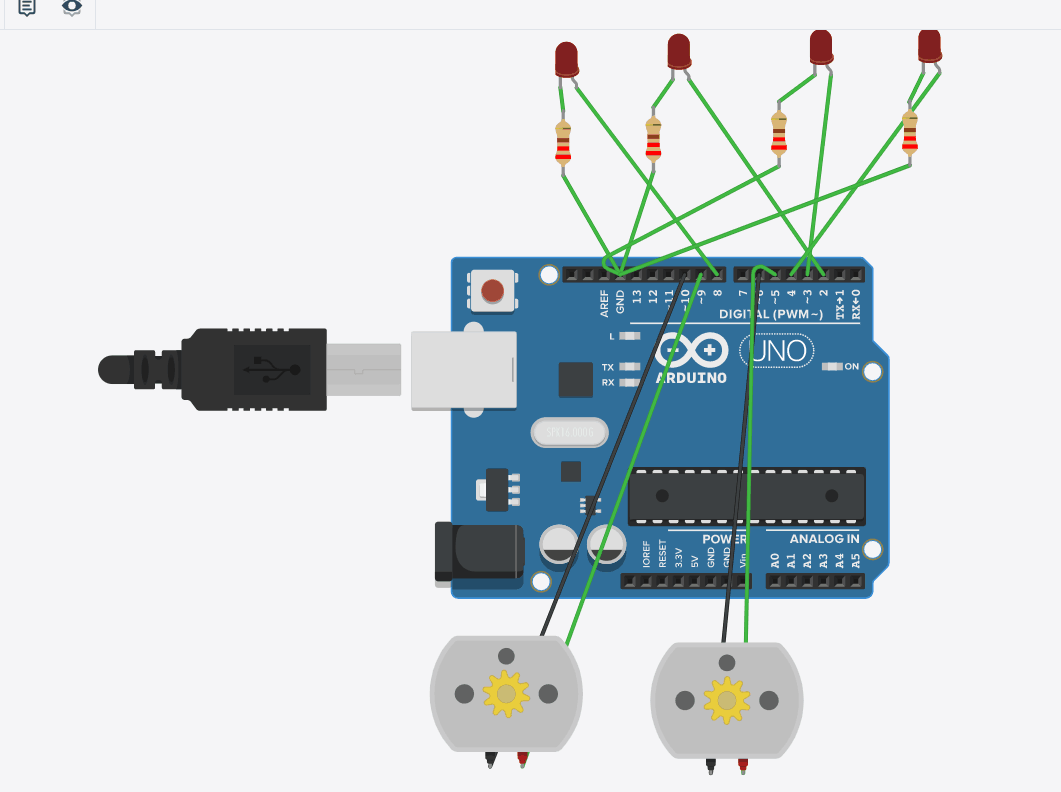 AREF
GND
13
12
~11
~10
~9
8
7
~6
~5
4
~3
2
TX→1
RX←0
DIGITAL (PWM~)
L
TX
RX
ARDUINO
UNO
ON
SPK16.000G
POWER
ANALOG IN
IOREF
RESET
3.3V
5V
GND
GND
Vin
A0
A1
A2
A3
A4
A5